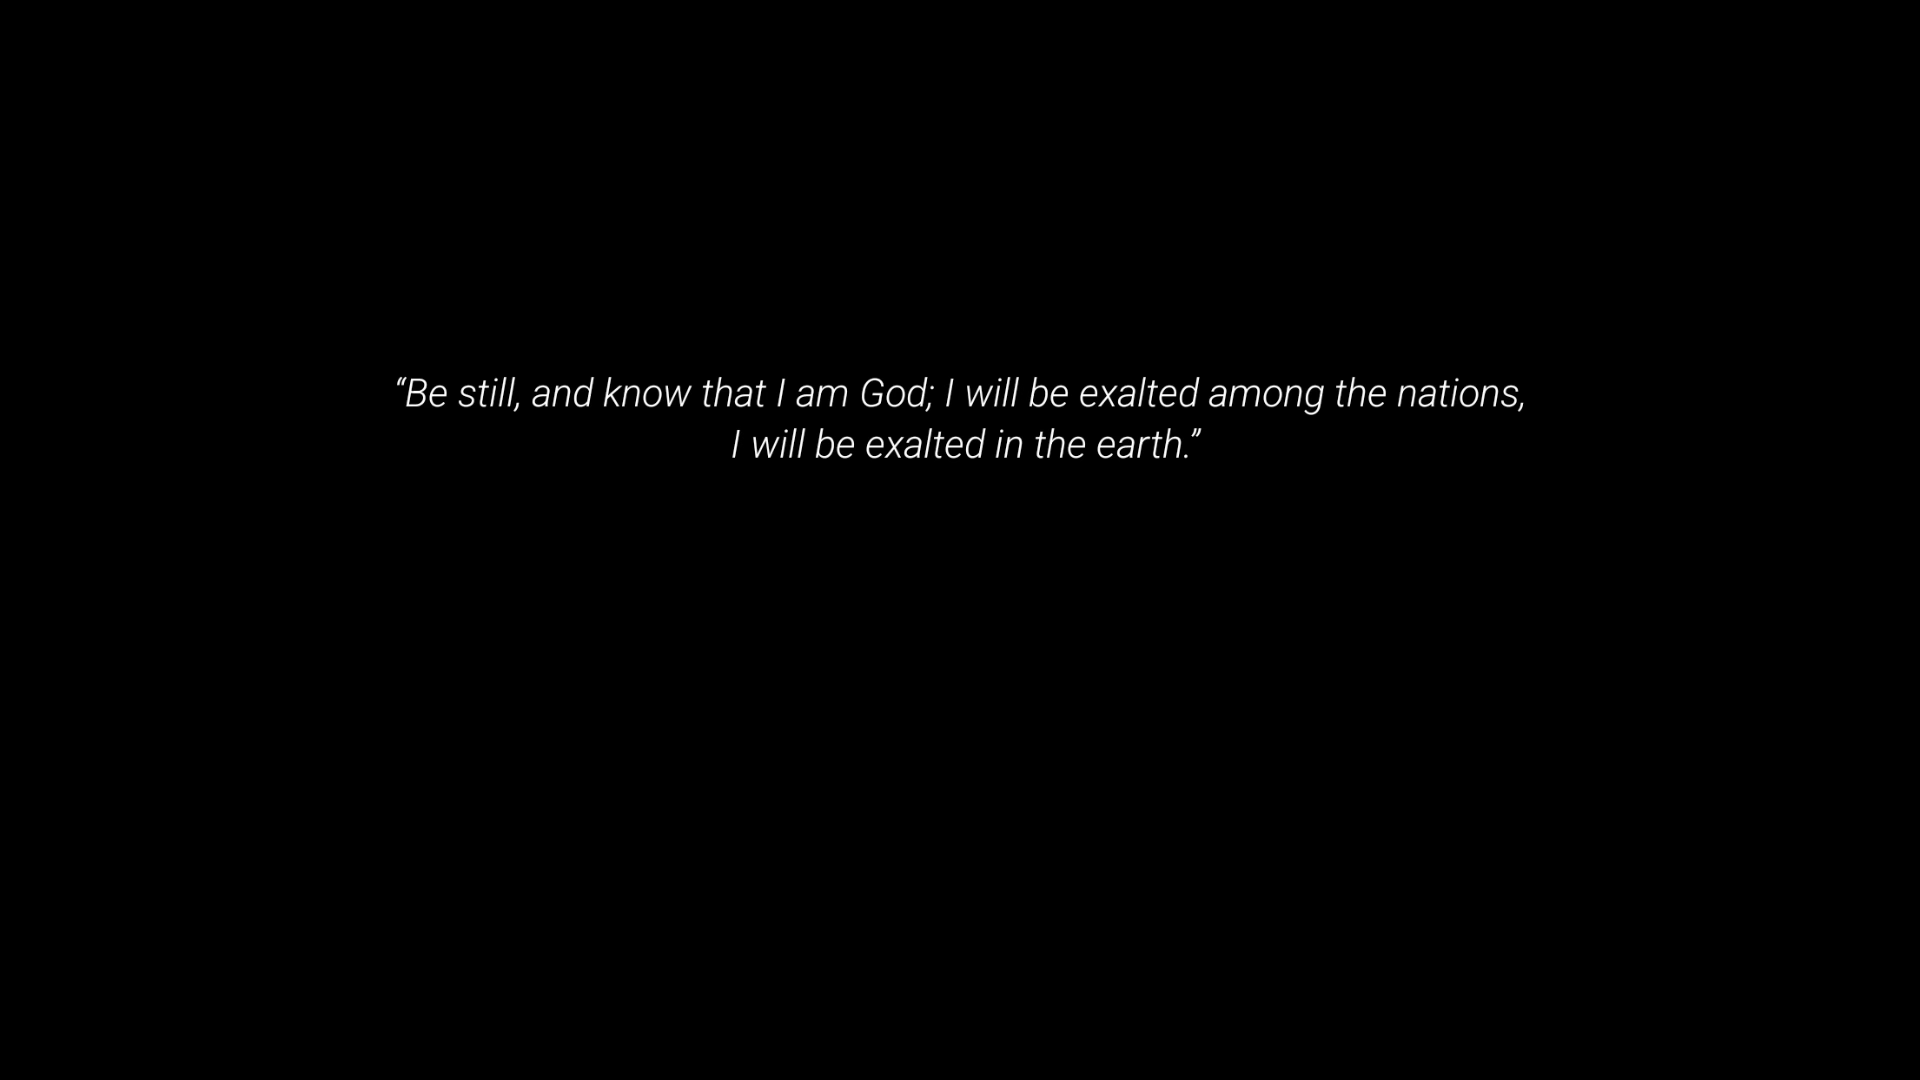 “Be still, and know that I am God; I will be exalted among the nations,
I will be exalted in the earth.”